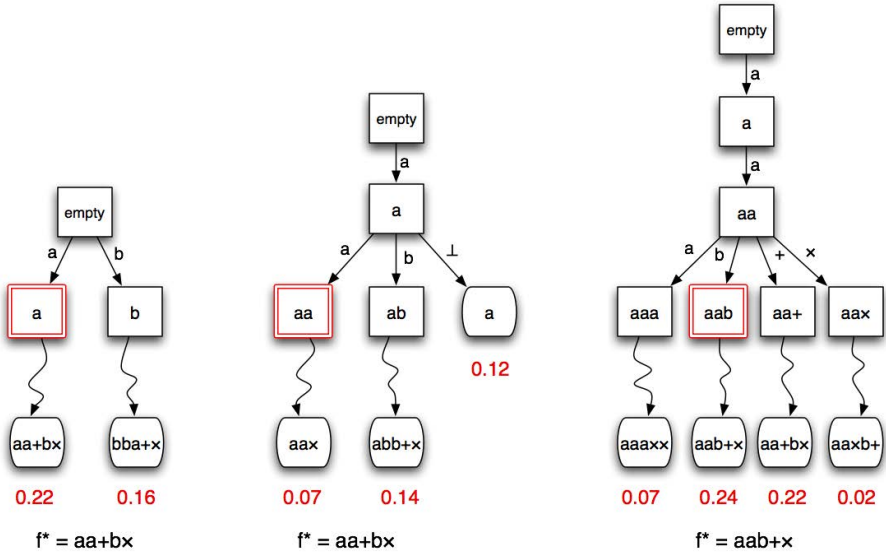 empty
a b
a b
aa+b× bba+×
0.22 0.16
f* = aa+b×
empty
a
a
a b ⊥
aa ab a
0.12
aa× abb+×
0.07 0.14
f* = aa+b×
empty
a
a
a
aa
a b + ×
aaa aab aa+ aa×
aaa×× aab+× aa+b× aa×b+
0.07 0.24 0.22 0.02
f* = aab+×